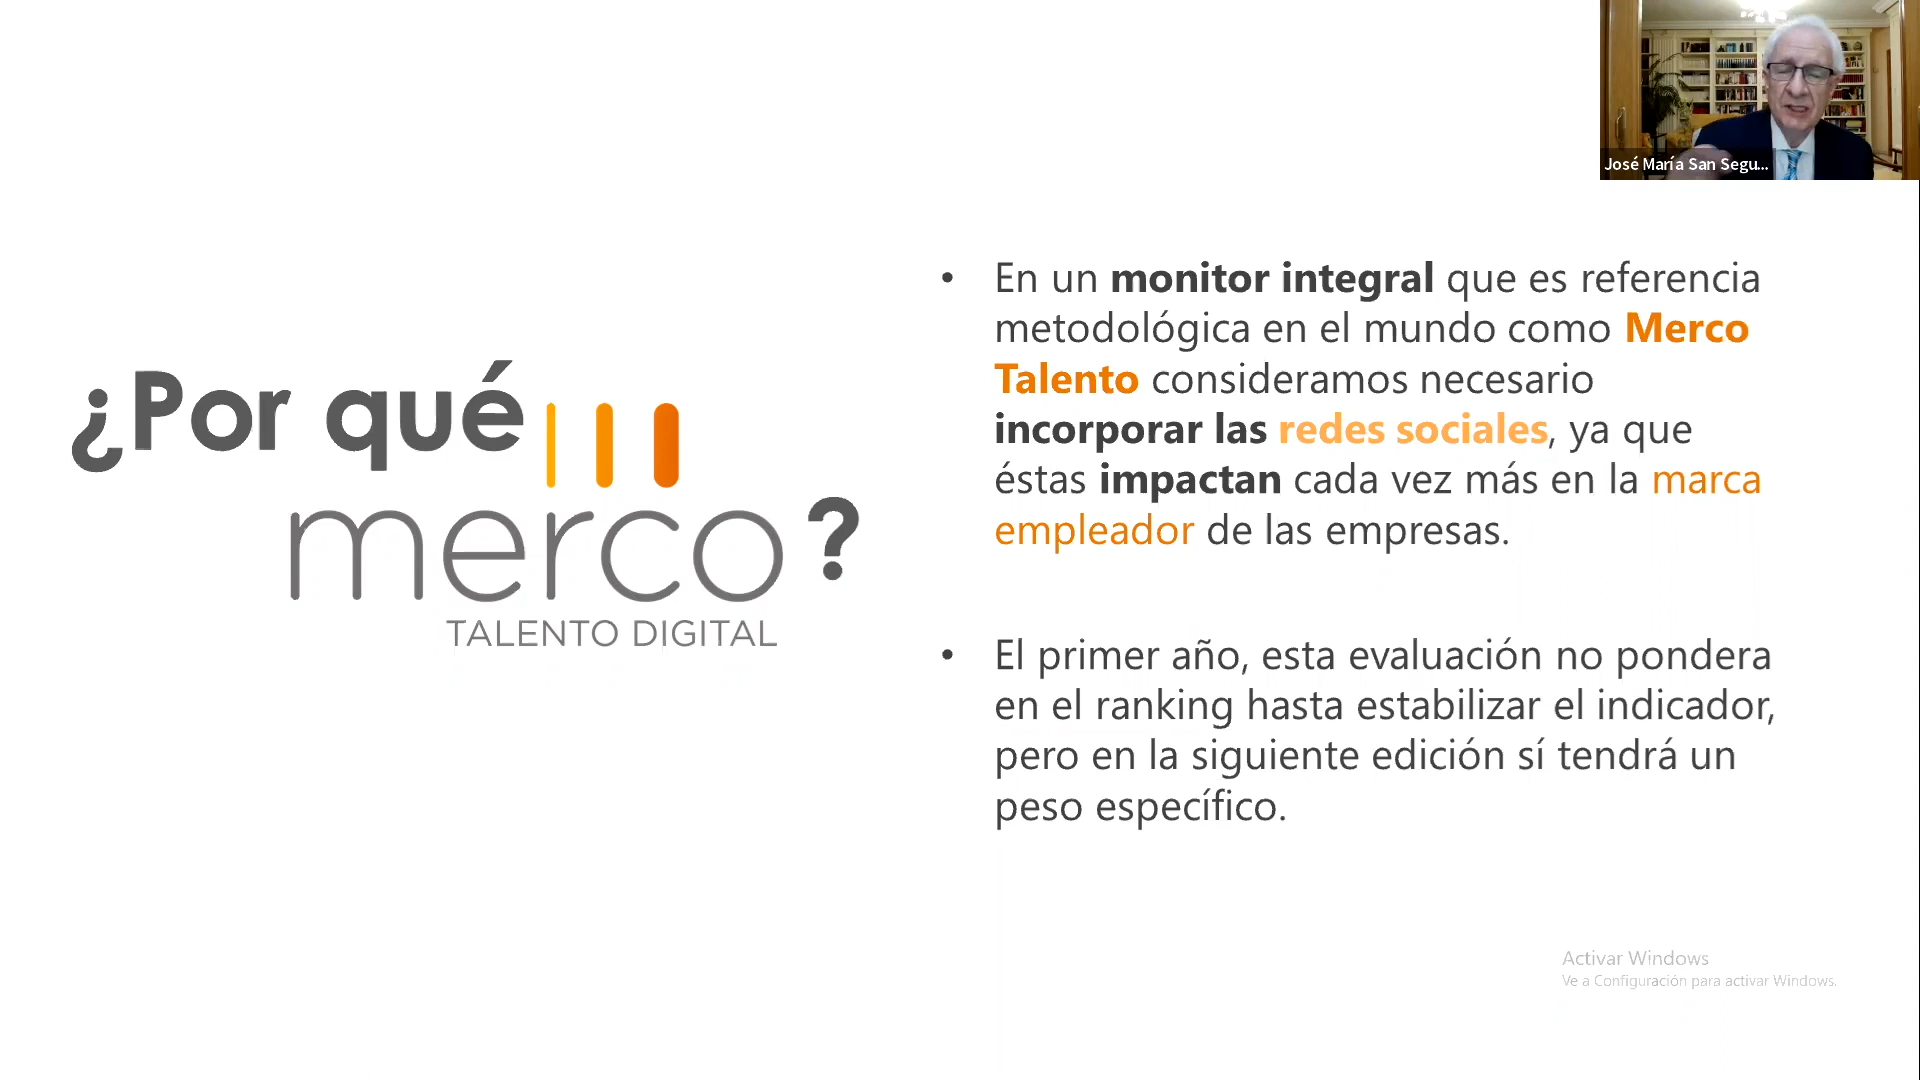 José María San Segu...
¿Por qué
merco?
TALENTO DIGITAL
• En un monitor integral que es referencia
metodológica en el mundo como Merco
Talento consideramos necesario
incorporar las redes sociales, ya que
éstas impactan cada vez más en la marca
empleador de las empresas.
• El primer año, esta evaluación no pondera
en el ranking hasta estabilizar el indicador,
pero en la siguiente edición sí tendrá un
peso específico.
Activar Windows
Ve a Configuración para activar Windows.